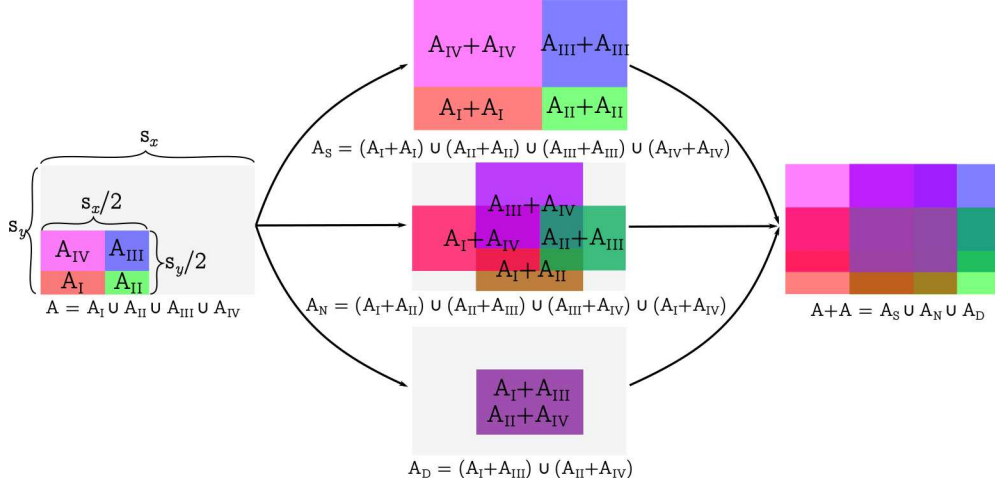 A_IV+A_IV A_III+A_III
A_I+A_I A_II+A_II
A_S = (A_I+A_I) ∪ (A_II+A_II) ∪ (A_III+A_III) ∪ (A_IV+A_IV)
s_x
s_y
s_x/2
A_IV A_III
A_I A_II
s_y/2
A = A_I ∪ A_II ∪ A_III ∪ A_IV
A_III+A_IV
A_I+A_IV A_II+A_III
A_I+A_II
A_N = (A_I+A_II) ∪ (A_II+A_III) ∪ (A_III+A_IV) ∪ (A_I+A_IV)
A_I+A_III
A_II+A_IV
A_D = (A_I+A_III) ∪ (A_II+A_IV)
A+A = A_S ∪ A_N ∪ A_D